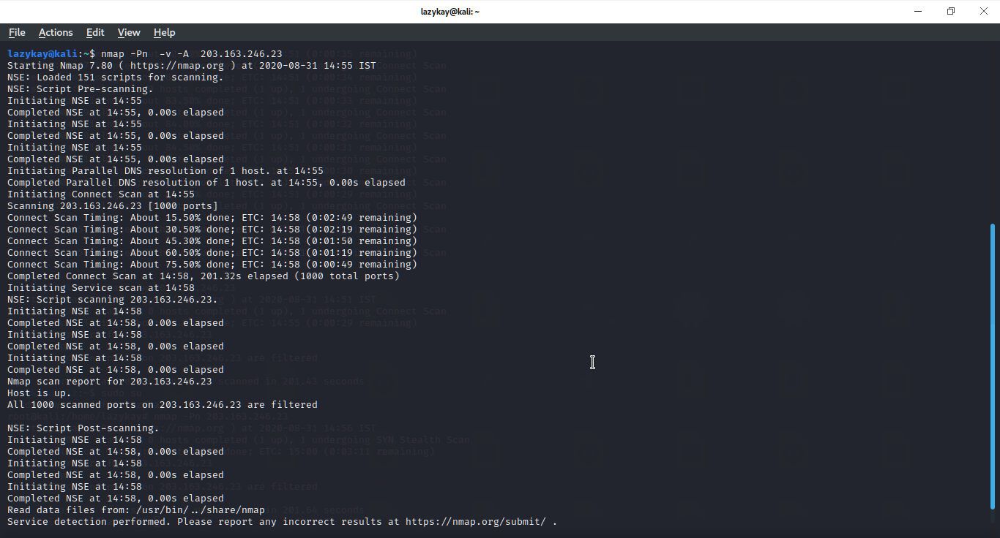 lazykay@kali: ~
File Actions Edit View Help
lazykay@kali:~$ nmap -Pn  -v -A  203.163.246.23
Starting Nmap 7.80 ( https://nmap.org ) at 2020-08-31 14:55 IST
NSE: Loaded 151 scripts for scanning.
NSE: Script Pre-scanning.
Initiating NSE at 14:55
Completed NSE at 14:55, 0.00s elapsed
Initiating NSE at 14:55
Completed NSE at 14:55, 0.00s elapsed
Initiating NSE at 14:55
Completed NSE at 14:55, 0.00s elapsed
Initiating Parallel DNS resolution of 1 host. at 14:55
Completed Parallel DNS resolution of 1 host. at 14:55, 0.00s elapsed
Initiating Connect Scan at 14:55
Scanning 203.163.246.23 [1000 ports]
Connect Scan Timing: About 15.50% done; ETC: 14:58 (0:02:49 remaining)
Connect Scan Timing: About 30.50% done; ETC: 14:58 (0:02:19 remaining)
Connect Scan Timing: About 45.30% done; ETC: 14:58 (0:01:50 remaining)
Connect Scan Timing: About 60.50% done; ETC: 14:58 (0:01:19 remaining)
Connect Scan Timing: About 75.50% done; ETC: 14:58 (0:00:49 remaining)
Completed Connect Scan at 14:58, 201.32s elapsed (1000 total ports)
Initiating Service scan at 14:58
NSE: Script scanning 203.163.246.23.
Initiating NSE at 14:58
Completed NSE at 14:58, 0.00s elapsed
Initiating NSE at 14:58
Completed NSE at 14:58, 0.00s elapsed
Initiating NSE at 14:58
Completed NSE at 14:58, 0.00s elapsed
Nmap scan report for 203.163.246.23
Host is up.
All 1000 scanned ports on 203.163.246.23 are filtered
NSE: Script Post-scanning.
Initiating NSE at 14:58
Completed NSE at 14:58, 0.00s elapsed
Initiating NSE at 14:58
Completed NSE at 14:58, 0.00s elapsed
Initiating NSE at 14:58
Completed NSE at 14:58, 0.00s elapsed
Read data files from: /usr/bin/../share/nmap
Service detection performed. Please report any incorrect results at https://nmap.org/submit/ .